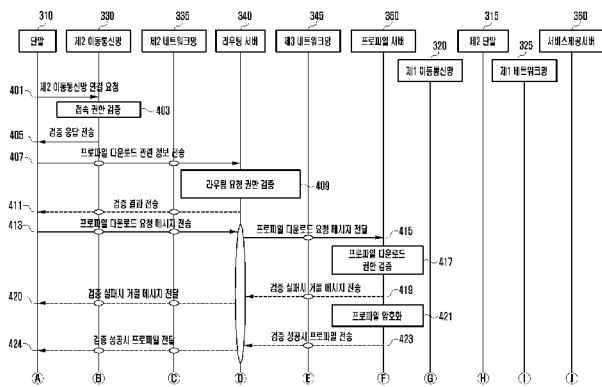 310
330
340
345
350
320
315
325
360
단말
제2 이동통신망
제2 네트워크망
라우팅 서버
제3 네트워크망
프로파일 서버
제1 이동통신망
제2 단말
제1 네트워크망
서비스제공서버
401
제2 이동통신망 연결 요청
접속 권한 검증
403
405
검증 응답 전송
407
프로파일 다운로드 관련 정보 전송
라우팅 요청 권한 검증
409
411
검증 결과 전송
413
프로파일 다운로드 요청 메시지 전송
프로파일 다운로드 요청 메시지 전달
415
프로파일 다운로드
권한 검증
417
검증 실패시 거절 메시지 전송
419
420
검증 실패시 거절 메시지 전달
프로파일 암호화
421
검증 성공시 프로파일 전송
423
424
검증 성공시 프로파일 전달
A
B
C
D
E
F
G
H
I